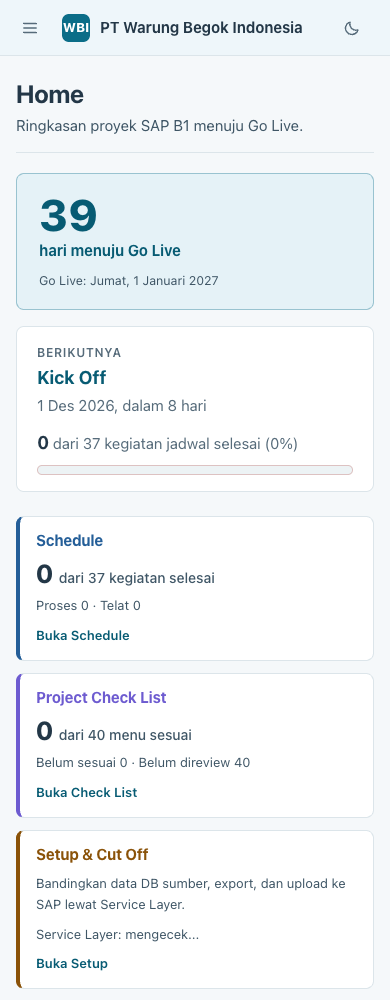 WBI PT Warung Begok Indonesia
Home
Ringkasan proyek SAP B1 menuju Go Live.
39
hari menuju Go Live
Go Live: Jumat, 1 Januari 2027
BERIKUTNYA
Kick Off
1 Des 2026, dalam 8 hari
0 dari 37 kegiatan jadwal selesai (0%)
Schedule
0 dari 37 kegiatan selesai
Proses 0 · Telat 0
Buka Schedule
Project Check List
0 dari 40 menu sesuai
Belum sesuai 0 · Belum direview 40
Buka Check List
Setup & Cut Off
Bandingkan data DB sumber, export, dan upload ke
SAP lewat Service Layer.
Service Layer: mengecek...
Buka Setup